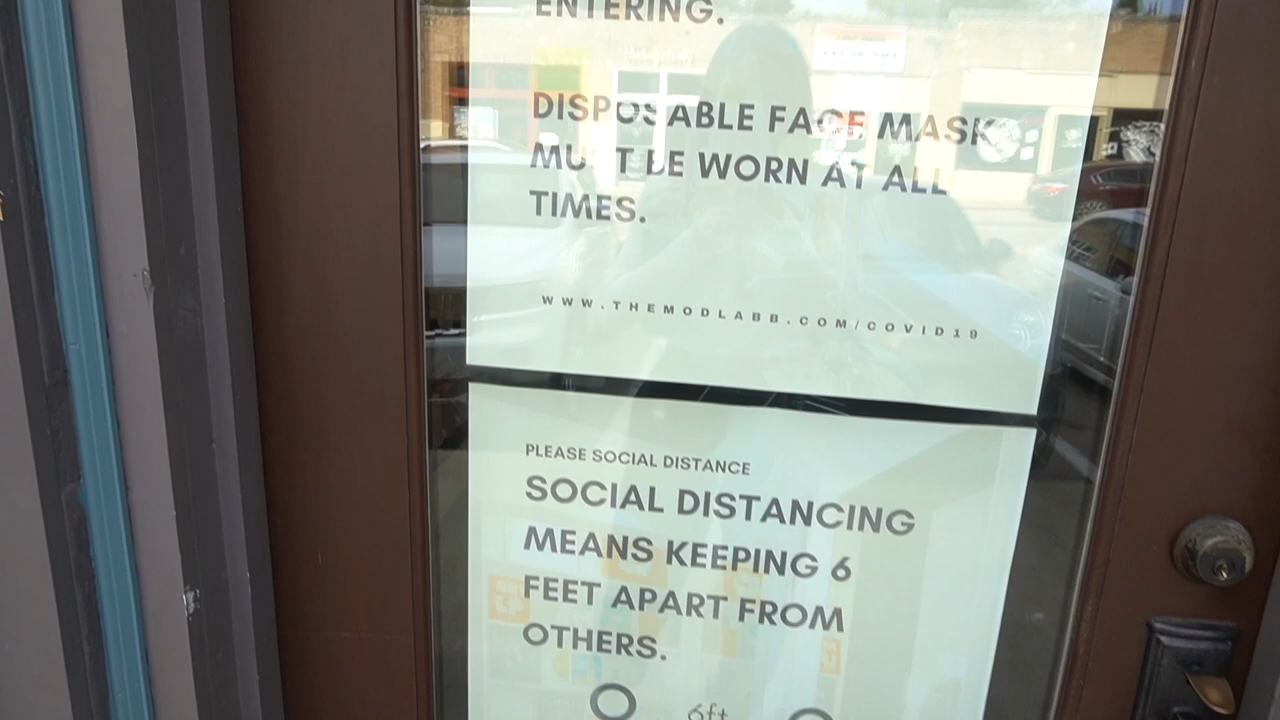 ENTERING.
DISPOSABLE FACE MASK
MUST BE WORN AT ALL
TIMES.
WWW.THEMODLABB.COM/COVID19
PLEASE SOCIAL DISTANCE
SOCIAL DISTANCING
MEANS KEEPING 6
FEET APART FROM
OTHERS.
6ft